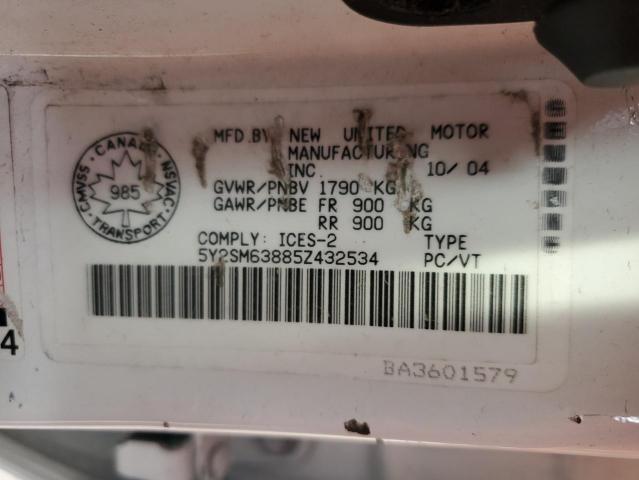 MFD.BY NEW UNITED MOTOR
MANUFACTURING
INC. 10/04
GVWR/PNBV 1790 KG
GAWR/PNBE FR 900 KG
RR 900 KG
COMPLY: ICES-2 TYPE
5Y2SM63885Z432534 PC/VT
BA3601579
CANADA
CMVSS NSVAC
985
TRANSPORT
4